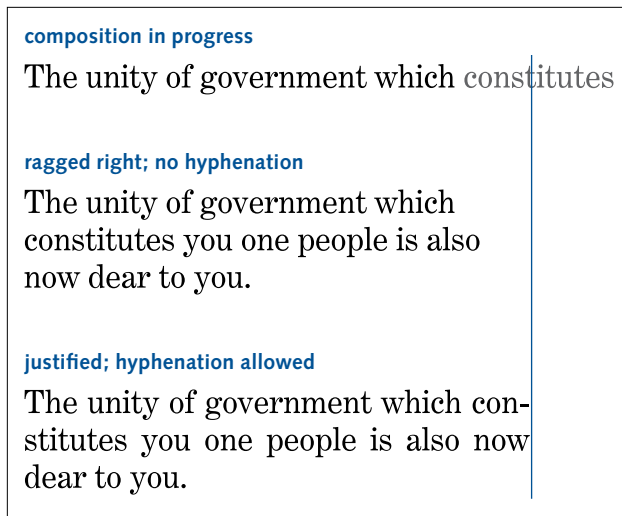 composition in progress
The unity of government which constitutes
ragged right; no hyphenation
The unity of government which
constitutes you one people is also
now dear to you.
justified; hyphenation allowed
The unity of government which con-
stitutes you one people is also now
dear to you.